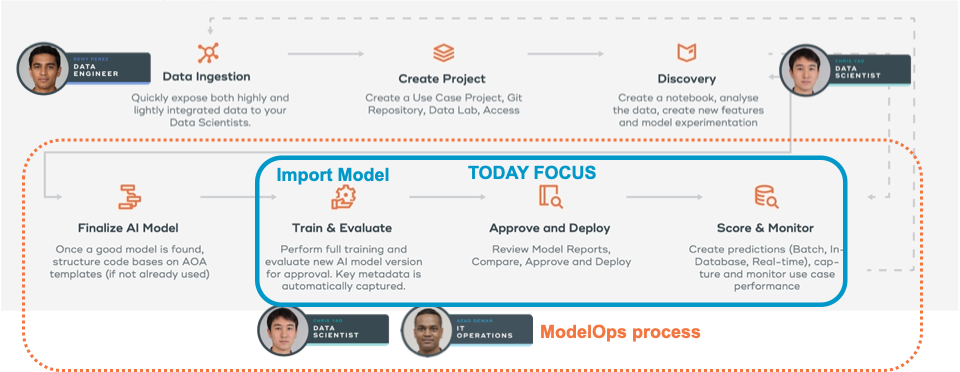 RENY PEREZ
DATA
ENGINEER
Data Ingestion
Quickly expose both highly and
lightly integrated data to your
Data Scientists.
Create Project
Create a Use Case Project, Git
Repository, Data Lab, Access
Discovery
Create a notebook, analyse
the data, create new features
and model experimentation
CHRIS YAO
DATA
SCIENTIST
Import Model
TODAY FOCUS
Finalize AI Model
Once a good model is found,
structure code bases on AOA
templates (if not already used)
Train & Evaluate
Perform full training and
evaluate new AI model version
for approval. Key metadata is
automatically captured.
Approve and Deploy
Review Model Reports,
Compare, Approve and Deploy
Score & Monitor
Create predictions (Batch, In-
Database, Real-time), cap-
ture and monitor use case
performance
CHRIS YAO
DATA
SCIENTIST
IT
OPERATIONS
ModelOps process